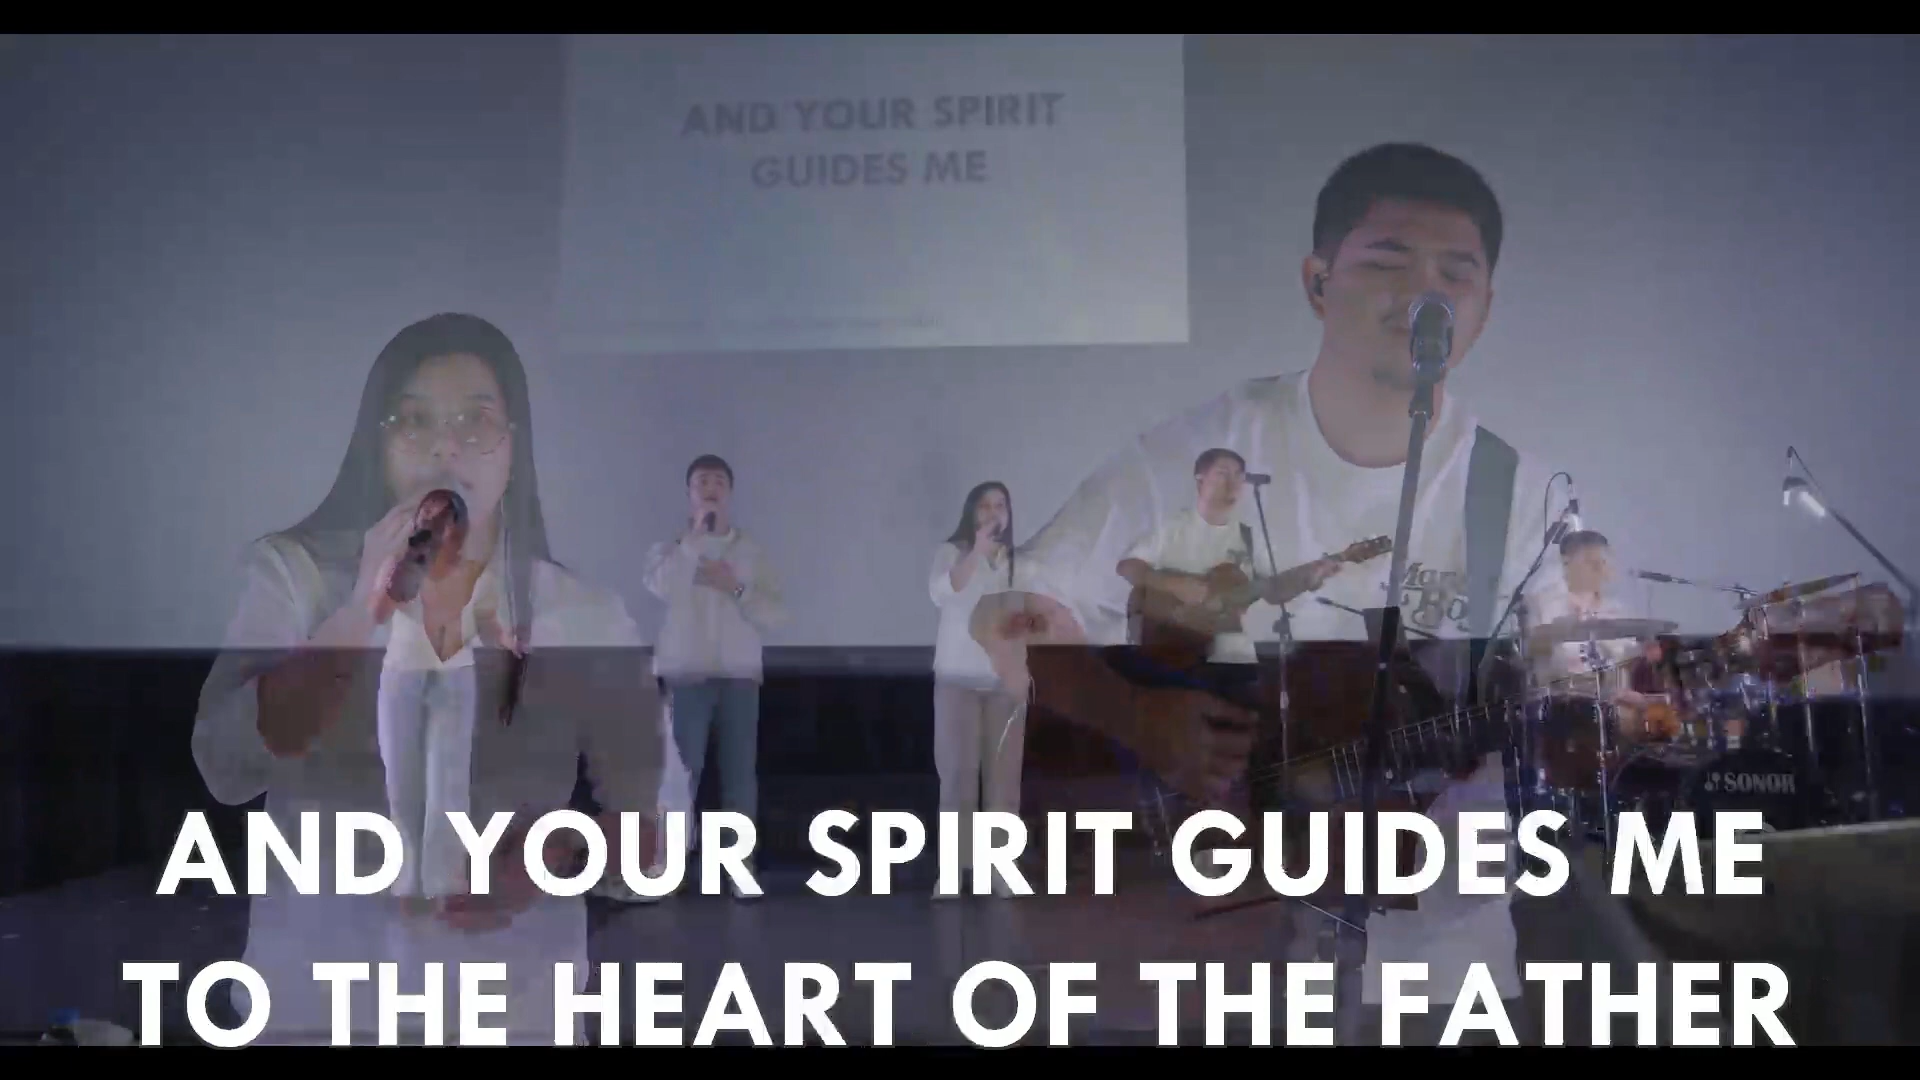 AND YOUR SPIRIT
GUIDES ME
SONOR
AND YOUR SPIRIT GUIDES ME
TO THE HEART OF THE FATHER